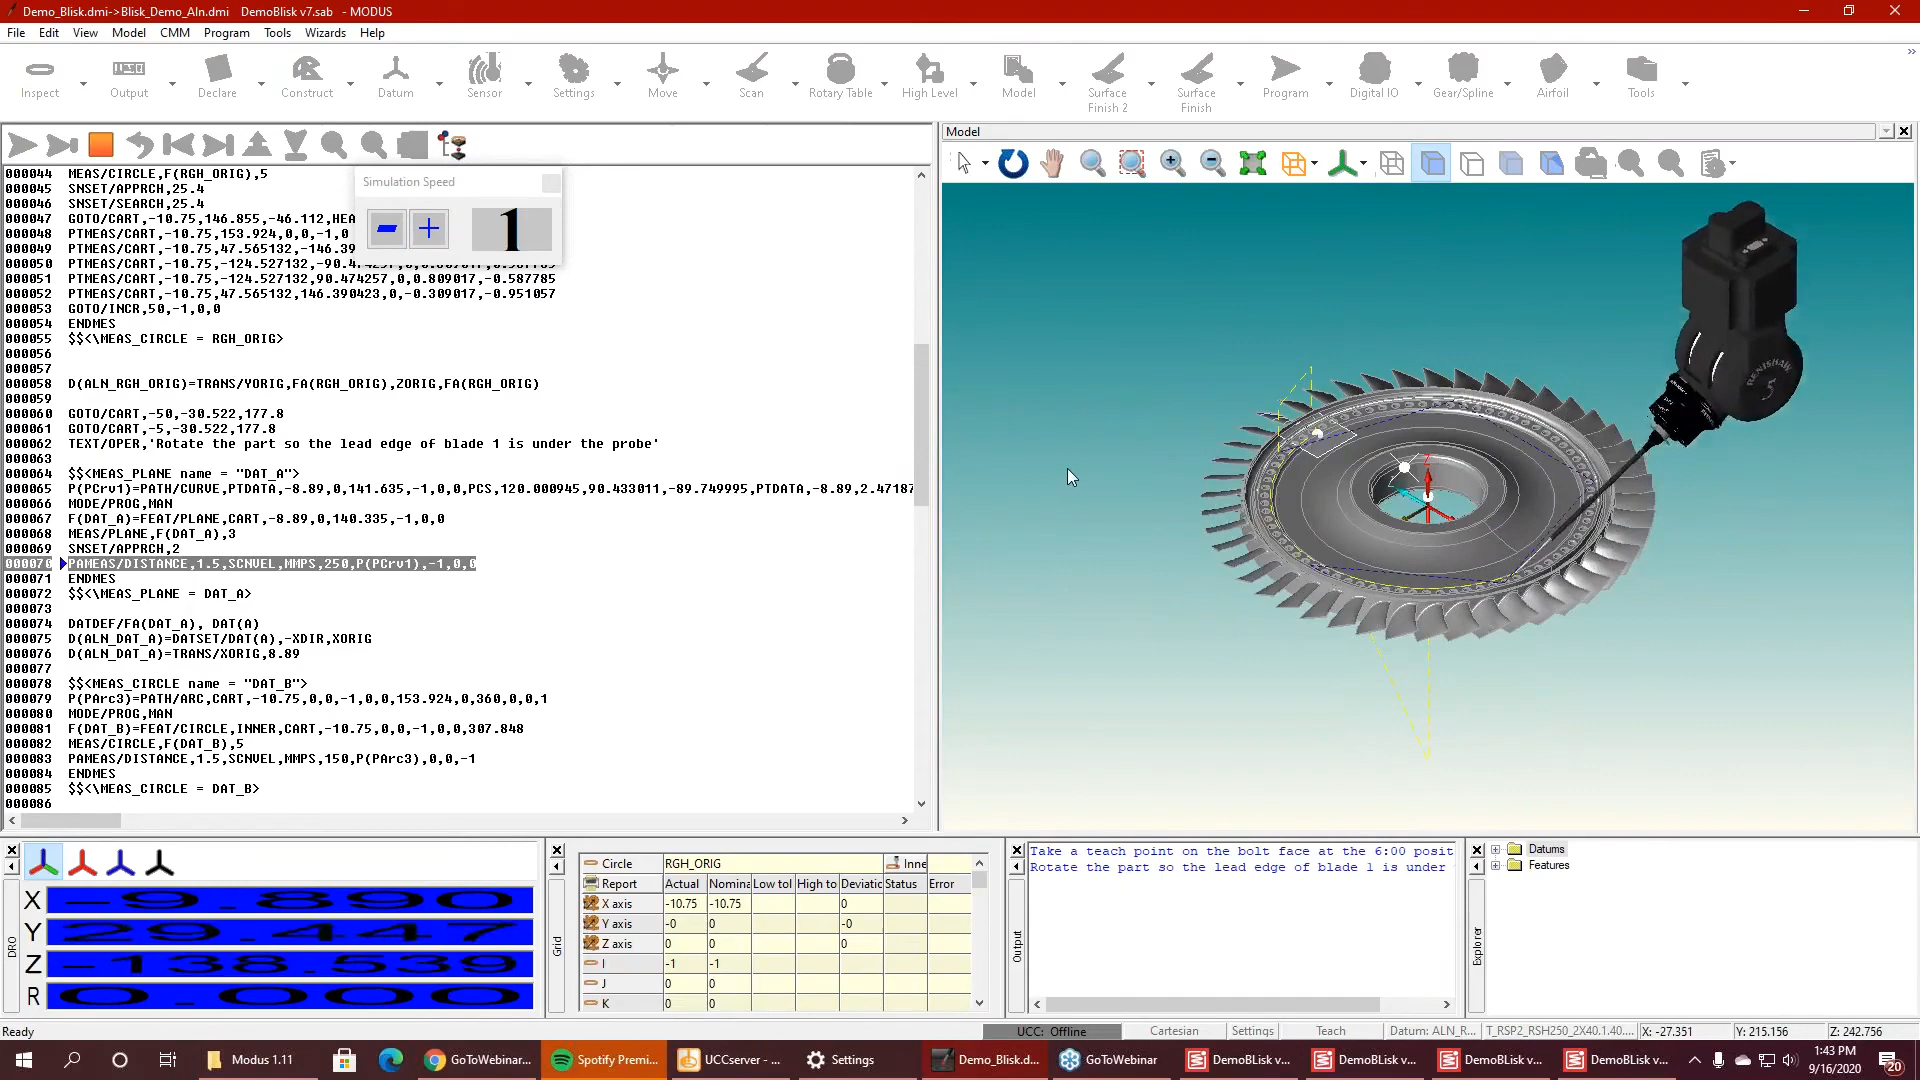 Demo_Blisk.dmi->Blisk_Demo_Aln.dmi   DemoBlisk v7.sab   - MODUS
File Edit View Model CMM Program Tools Wizards Help
Inspect Output Declare Construct Datum Sensor Settings Move Scan Rotary Table High Level Model Surface Finish 2 Surface Finish Program Digital IO Gear/Spline Airfoil Tools
Model
Simulation Speed
1
000044 MEAS/CIRCLE,F(RGH_ORIG),5
000045 SNSET/APPRCH,25.4
000046 SNSET/SEARCH,25.4
000047 GOTO/CART,-10.75,146.855,-46.112,HEA
000048 PTMEAS/CART,-10.75,153.924,0,0,-1,0
000049 PTMEAS/CART,-10.75,47.565132,-146.39
000050 PTMEAS/CART,-10.75,-124.527132,-90.474257,0,0.809017,0.587785
000051 PTMEAS/CART,-10.75,-124.527132,90.474257,0,0.809017,-0.587785
000052 PTMEAS/CART,-10.75,47.565132,146.390423,0,-0.309017,-0.951057
000053 GOTO/INCR,50,-1,0,0
000054 ENDMES
000055 $$<\MEAS_CIRCLE = RGH_ORIG>
000056
000057
000058 D(ALN_RGH_ORIG)=TRANS/YORIG,FA(RGH_ORIG),ZORIG,FA(RGH_ORIG)
000059
000060 GOTO/CART,-50,-30.522,177.8
000061 GOTO/CART,-5,-30.522,177.8
000062 TEXT/OPER,'Rotate the part so the lead edge of blade 1 is under the probe'
000063
000064 $$<MEAS_PLANE name = "DAT_A">
000065 P(PCrv1)=PATH/CURVE,PTDATA,-8.89,0,141.635,-1,0,0,PCS,120.000945,90.433011,-89.749995,PTDATA,-8.89,2.47187
000066 MODE/PROG,MAN
000067 F(DAT_A)=FEAT/PLANE,CART,-8.89,0,140.335,-1,0,0
000068 MEAS/PLANE,F(DAT_A),3
000069 SNSET/APPRCH,2
000070 PAMEAS/DISTANCE,1.5,SCNVEL,MMPS,250,P(PCrv1),-1,0,0
000071 ENDMES
000072 $$<\MEAS_PLANE = DAT_A>
000073
000074 DATDEF/FA(DAT_A), DAT(A)
000075 D(ALN_DAT_A)=DATSET/DAT(A),-XDIR,XORIG
000076 D(ALN_DAT_A)=TRANS/XORIG,8.89
000077
000078 $$<MEAS_CIRCLE name = "DAT_B">
000079 P(PArc3)=PATH/ARC,CART,-10.75,0,0,-1,0,0,153.924,0,360,0,0,1
000080 MODE/PROG,MAN
000081 F(DAT_B)=FEAT/CIRCLE,INNER,CART,-10.75,0,0,-1,0,0,307.848
000082 MEAS/CIRCLE,F(DAT_B),5
000083 PAMEAS/DISTANCE,1.5,SCNVEL,MMPS,150,P(PArc3),0,0,-1
000084 ENDMES
000085 $$<\MEAS_CIRCLE = DAT_B>
000086
RENISHAW
5
Z
DRO
X -9.890
Y 29.447
Z -138.539
R 0.000
Grid
Circle RGH_ORIG Inne
Report Actual Nomina Low tol High to Deviatic Status Error
X axis -10.75 -10.75 0
Y axis -0 0 -0
Z axis 0 0 0
I -1 -1
J 0 0
K 0 0
Output
Take a teach point on the bolt face at the 6:00 posit
Rotate the part so the lead edge of blade 1 is under
Explorer
Datums
Features
Ready UCC: Offline Cartesian Settings Teach Datum: ALN_R... T_RSP2_RSH250_2X40.1.40.... X: -27.351 Y: 215.156 Z: 242.756
Modus 1.11 GoToWebinar... Spotify Premi... UCCserver - ... Settings Demo_Blisk.d... GoToWebinar DemoBLisk v... DemoBLisk v... DemoBLisk v... DemoBLisk v...
1:43 PM
9/16/2020
20